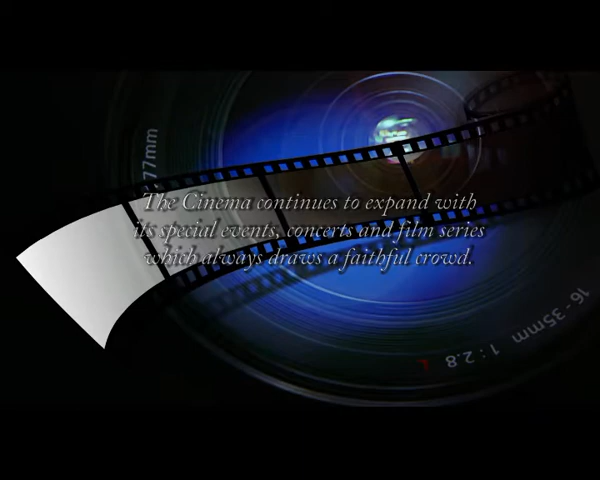 77mm
The Cinema continues to expand with
its special events, concerts and film series
which always draws a faithful crowd.
16-35mm 1:2.8 L